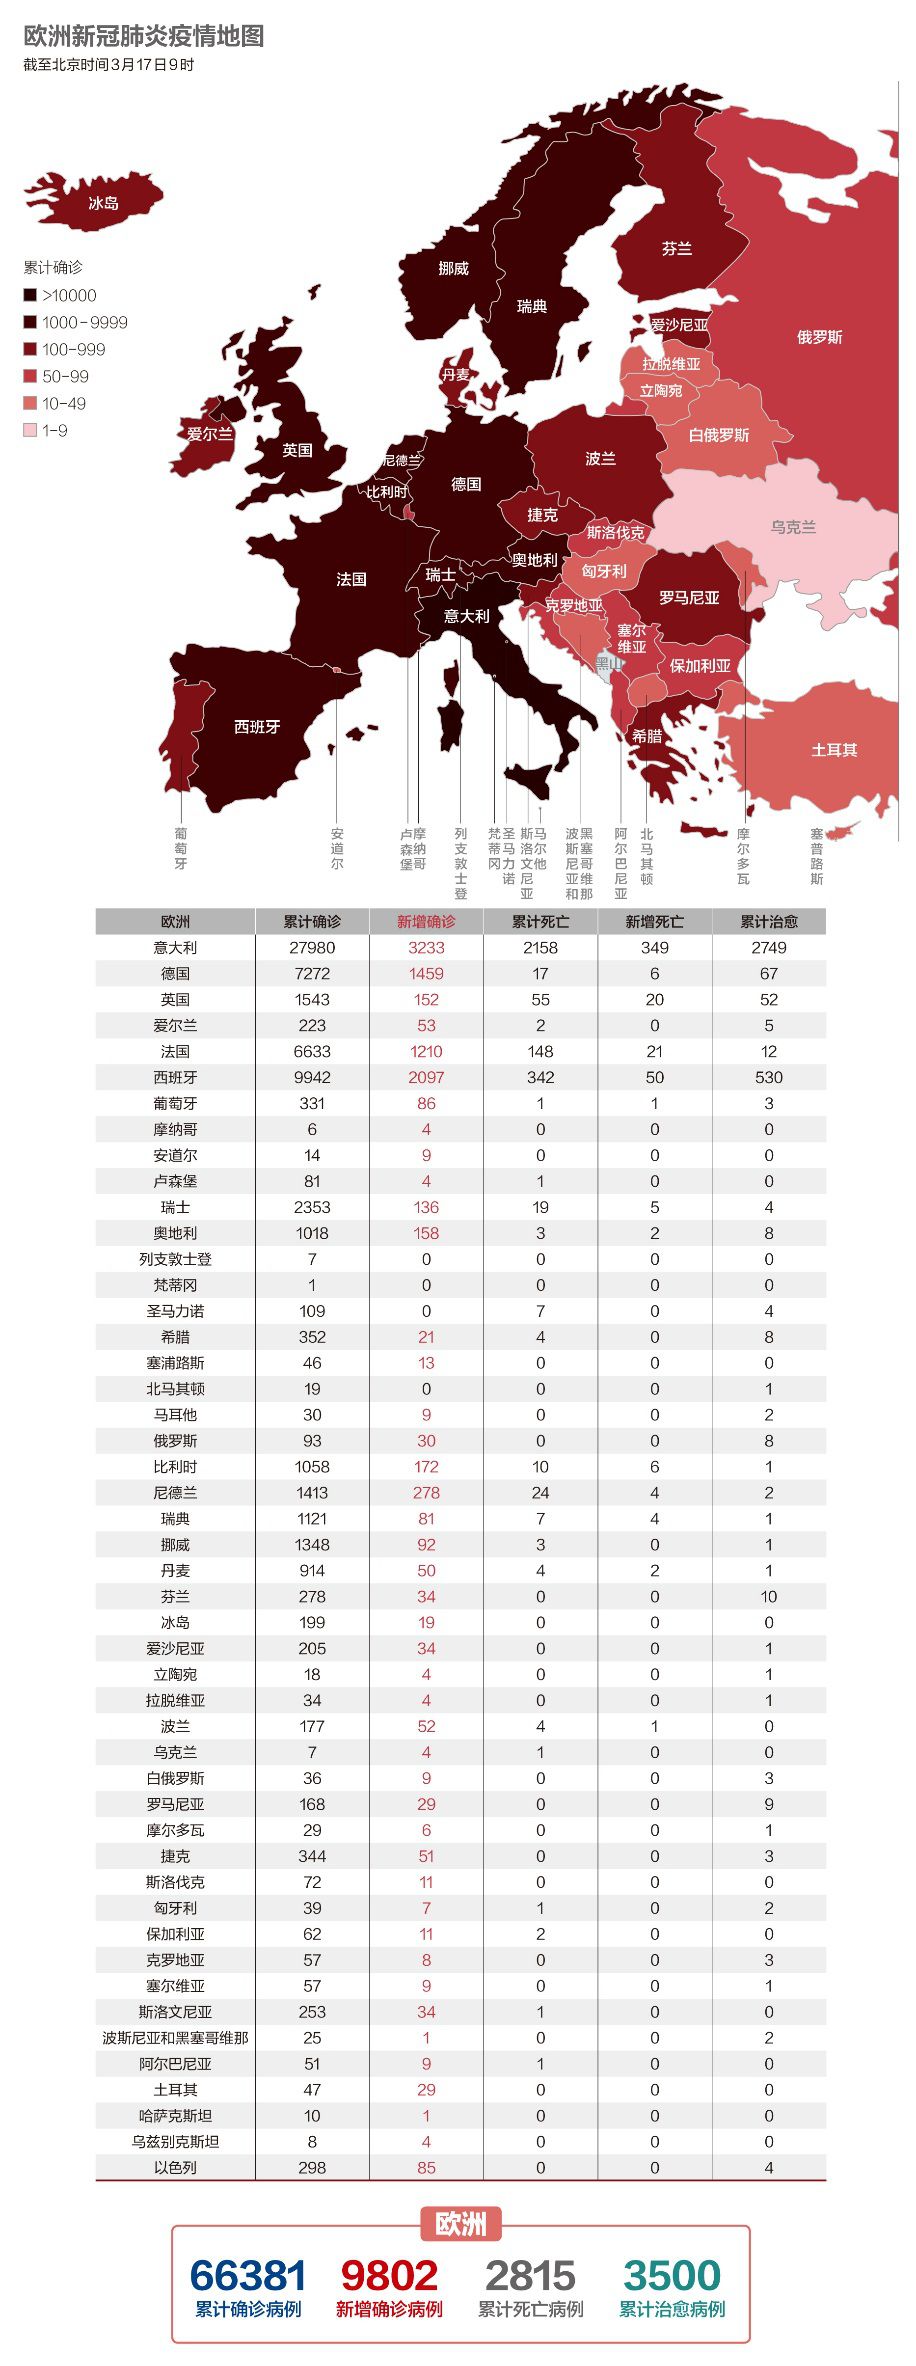 欧洲新冠肺炎疫情地图
截至北京时间3月17日9时
冰岛
累计确诊
>10000
1000-9999
100-999
50-99
10-49
1-9
挪威
瑞典
芬兰
俄罗斯
爱沙尼亚
拉脱维亚
立陶宛
白俄罗斯
丹麦
爱尔兰
英国
尼德兰
比利时
德国
波兰
捷克
斯洛伐克
乌克兰
奥地利
匈牙利
瑞士
法国
意大利
克罗地亚
罗马尼亚
塞尔
维亚
黑山
保加利亚
西班牙
希腊
土耳其
葡萄牙
安道尔
卢森堡
摩纳哥
列支敦士登
梵蒂冈
圣马力诺
斯洛文尼亚
马尔他
波斯尼亚和
黑塞哥维那
阿尔巴尼亚
北马其顿
摩尔多瓦
塞普路斯
欧洲 累计确诊 新增确诊 累计死亡 新增死亡 累计治愈
意大利 27980 3233 2158 349 2749
德国 7272 1459 17 6 67
英国 1543 152 55 20 52
爱尔兰 223 53 2 0 5
法国 6633 1210 148 21 12
西班牙 9942 2097 342 50 530
葡萄牙 331 86 1 1 3
摩纳哥 6 4 0 0 0
安道尔 14 9 0 0 0
卢森堡 81 4 1 0 0
瑞士 2353 136 19 5 4
奥地利 1018 158 3 2 8
列支敦士登 7 0 0 0 0
梵蒂冈 1 0 0 0 0
圣马力诺 109 0 7 0 4
希腊 352 21 4 0 8
塞浦路斯 46 13 0 0 0
北马其顿 19 0 0 0 1
马耳他 30 9 0 0 2
俄罗斯 93 30 0 0 8
比利时 1058 172 10 6 1
尼德兰 1413 278 24 4 2
瑞典 1121 81 7 4 1
挪威 1348 92 3 0 1
丹麦 914 50 4 2 1
芬兰 278 34 0 0 10
冰岛 199 19 0 0 0
爱沙尼亚 205 34 0 0 1
立陶宛 18 4 0 0 1
拉脱维亚 34 4 0 0 1
波兰 177 52 4 1 0
乌克兰 7 4 1 0 0
白俄罗斯 36 9 0 0 3
罗马尼亚 168 29 0 0 9
摩尔多瓦 29 6 0 0 1
捷克 344 51 0 0 3
斯洛伐克 72 11 0 0 0
匈牙利 39 7 1 0 2
保加利亚 62 11 2 0 0
克罗地亚 57 8 0 0 3
塞尔维亚 57 9 0 0 1
斯洛文尼亚 253 34 1 0 0
波斯尼亚和黑塞哥维那 25 1 0 0 2
阿尔巴尼亚 51 9 1 0 0
土耳其 47 29 0 0 0
哈萨克斯坦 10 1 0 0 0
乌兹别克斯坦 8 4 0 0 0
以色列 298 85 0 0 4
欧洲
66381 9802 2815 3500
累计确诊病例 新增确诊病例 累计死亡病例 累计治愈病例